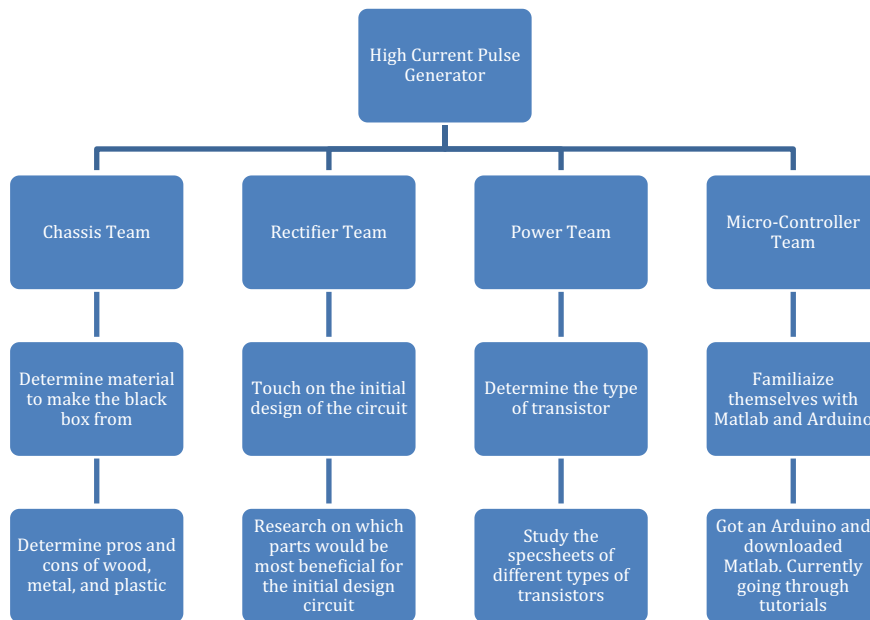 High Current Pulse
Generator
Chassis Team
Rectifier Team
Power Team
Micro-Controller
Team
Determine material
to make the black
box from
Touch on the initial
design of the circuit
Determine the type
of transistor
Familiaize
themselves with
Matlab and Arduino
Determine pros and
cons of wood,
metal, and plastic
Research on which
parts would be
most beneficial for
the initial design
circuit
Study the
specsheets of
different types of
transistors
Got an Arduino and
downloaded
Matlab. Currently
going through
tutorials